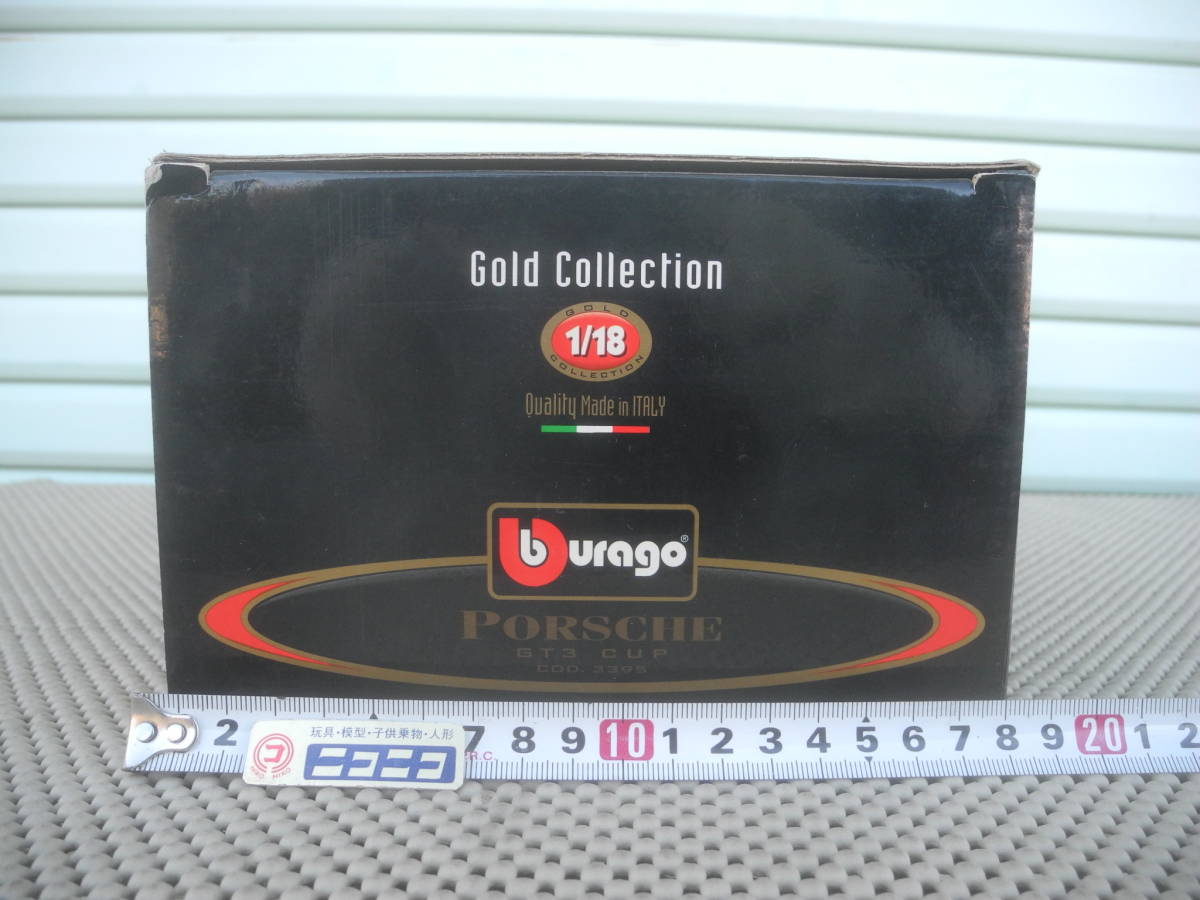 Gold Collection
GOLD
1/18
COLLECTION
Quality Made in ITALY
burago®
PORSCHE
GT3 CUP
COD. 3395
2 7 8 9 10 1 2 3 4 5 6 7 8 9 20 1 2
玩具・模型・子供乗物・人形
コ
ニコニコ
R.C.